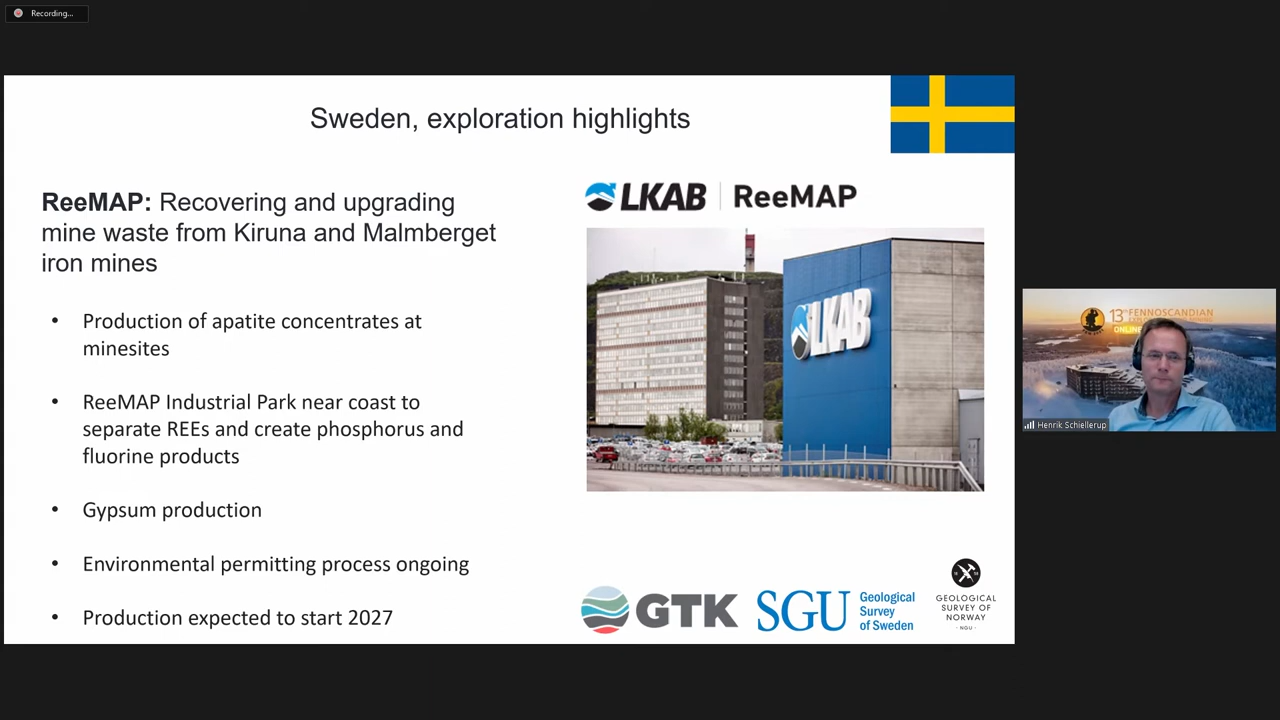 Recording...
Sweden, exploration highlights
ReeMAP: Recovering and upgrading
mine waste from Kiruna and Malmberget
iron mines
• Production of apatite concentrates at
minesites
• ReeMAP Industrial Park near coast to
separate REEs and create phosphorus and
fluorine products
• Gypsum production
• Environmental permitting process ongoing
• Production expected to start 2027
LKAB | ReeMAP
LKAB
GTK
SGU
Geological
Survey
of Sweden
GEOLOGICAL
SURVEY OF
NORWAY
- NGU -
13th FENNOSCANDIAN
ONLINE
Henrik Schiellerup